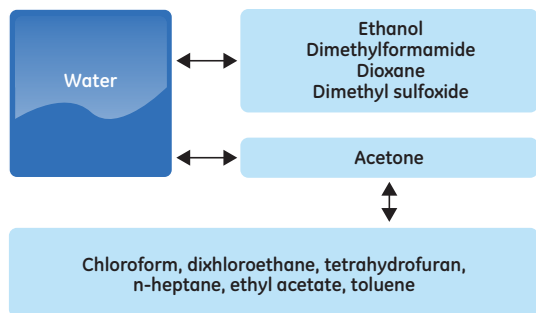 Water
Ethanol
Dimethylformamide
Dioxane
Dimethyl sulfoxide
Acetone
Chloroform, dixhloroethane, tetrahydrofuran,
n-heptane, ethyl acetate, toluene